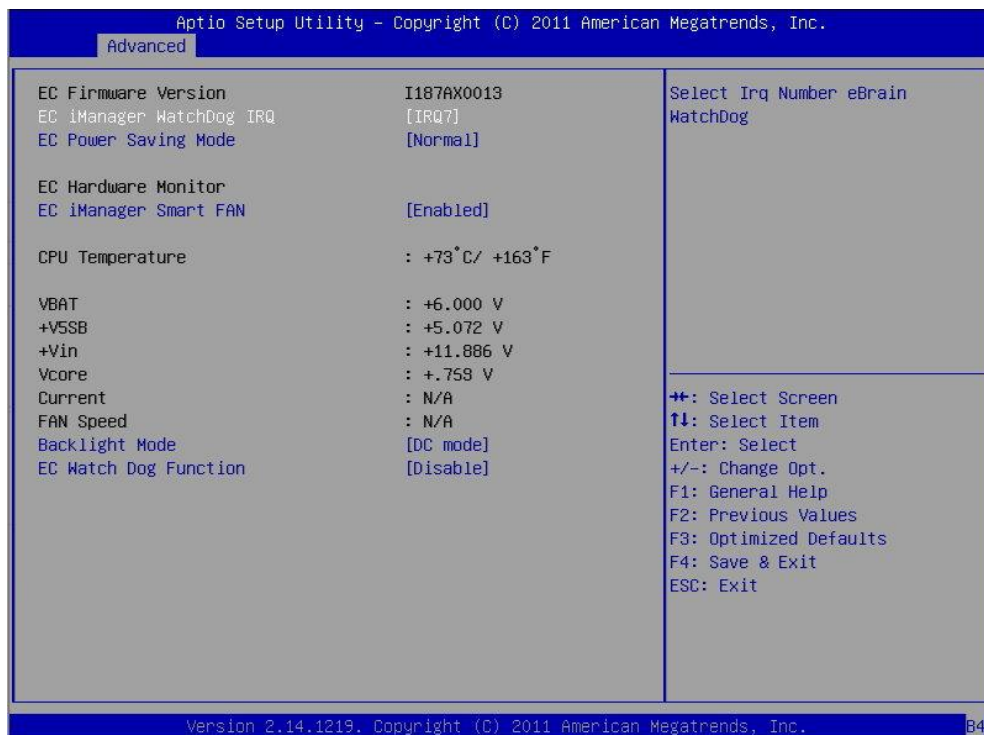 Aptio Setup Utility – Copyright (C) 2011 American Megatrends, Inc.
Advanced
EC Firmware Version I187AX0013
EC iManager WatchDog IRQ [IRQ7]
EC Power Saving Mode [Normal]
EC Hardware Monitor
EC iManager Smart FAN [Enabled]
CPU Temperature : +73°C/ +163°F
VBAT : +6.000 V
+V5SB : +5.072 V
+Vin : +11.886 V
Vcore : +.759 V
Current : N/A
FAN Speed : N/A
Backlight Mode [DC mode]
EC Watch Dog Function [Disable]
Select Irq Number eBrain
WatchDog
→←: Select Screen
↑↓: Select Item
Enter: Select
+/-: Change Opt.
F1: General Help
F2: Previous Values
F3: Optimized Defaults
F4: Save & Exit
ESC: Exit
Version 2.14.1219. Copyright (C) 2011 American Megatrends, Inc.
B4